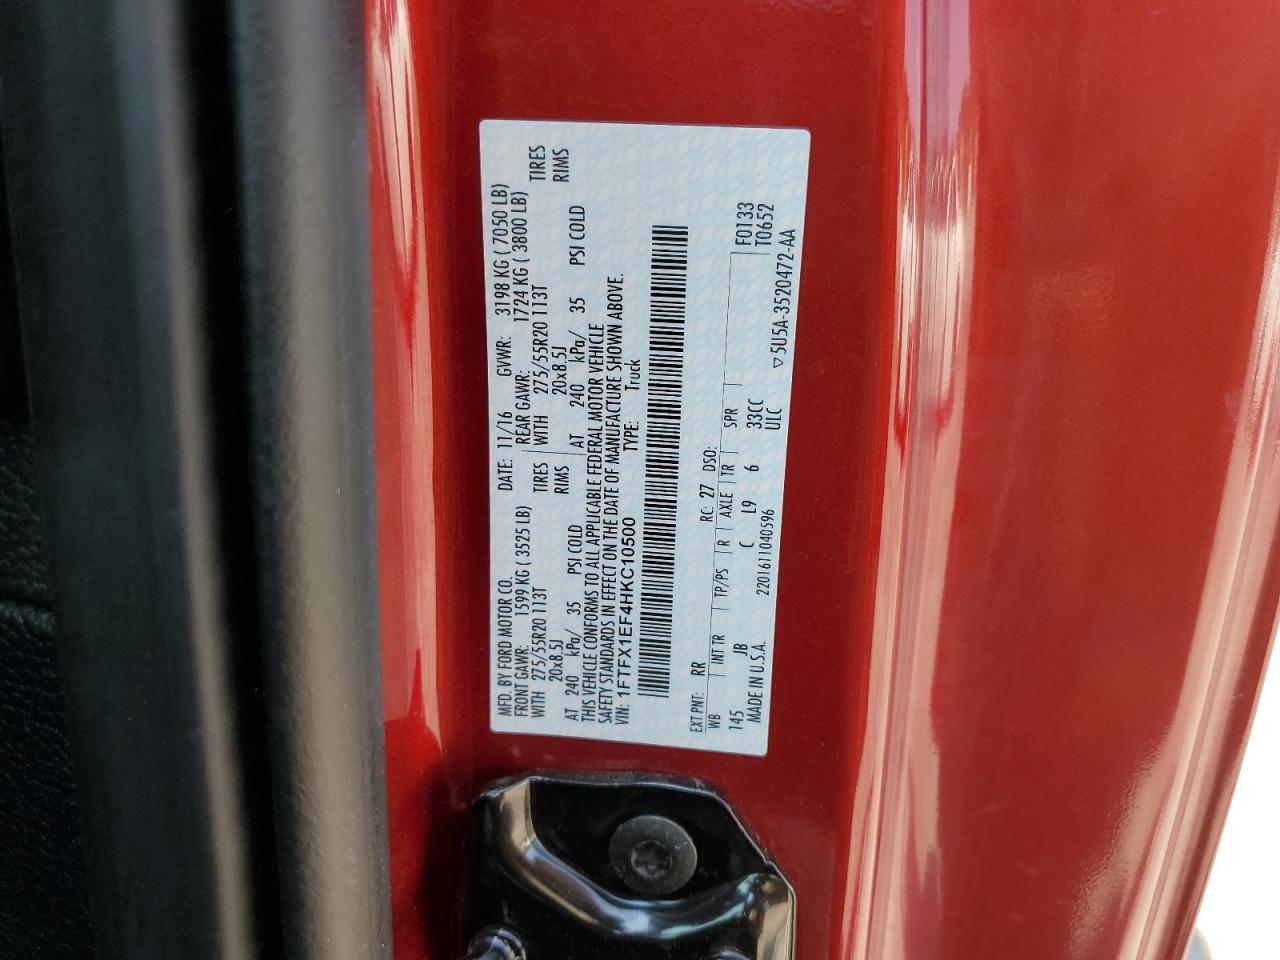 MFD. BY FORD MOTOR CO. DATE: 11/16 GVWR: 3198 KG ( 7050 LB)
FRONT GAWR: 1599 KG ( 3525 LB) REAR GAWR: 1724 KG ( 3800 LB)
WITH 275/55R20 113T TIRES WITH 275/55R20 113T TIRES
20x8.5J RIMS 20x8.5J RIMS
AT 240 kPa/ 35 PSI COLD AT 240 kPa/ 35 PSI COLD
THIS VEHICLE CONFORMS TO ALL APPLICABLE FEDERAL MOTOR VEHICLE
SAFETY STANDARDS IN EFFECT ON THE DATE OF MANUFACTURE SHOWN ABOVE.
VIN: 1FTFX1EF4HKC10500 TYPE: Truck
EXT PNT: RR RC: 27 DSO:
WB INT TR TP/PS R AXLE TR SPR F0133
145 JB C L9 6 33CC T0652
MADE IN U.S.A. 2201611040596 ULC
▽5U5A-3520472-AA